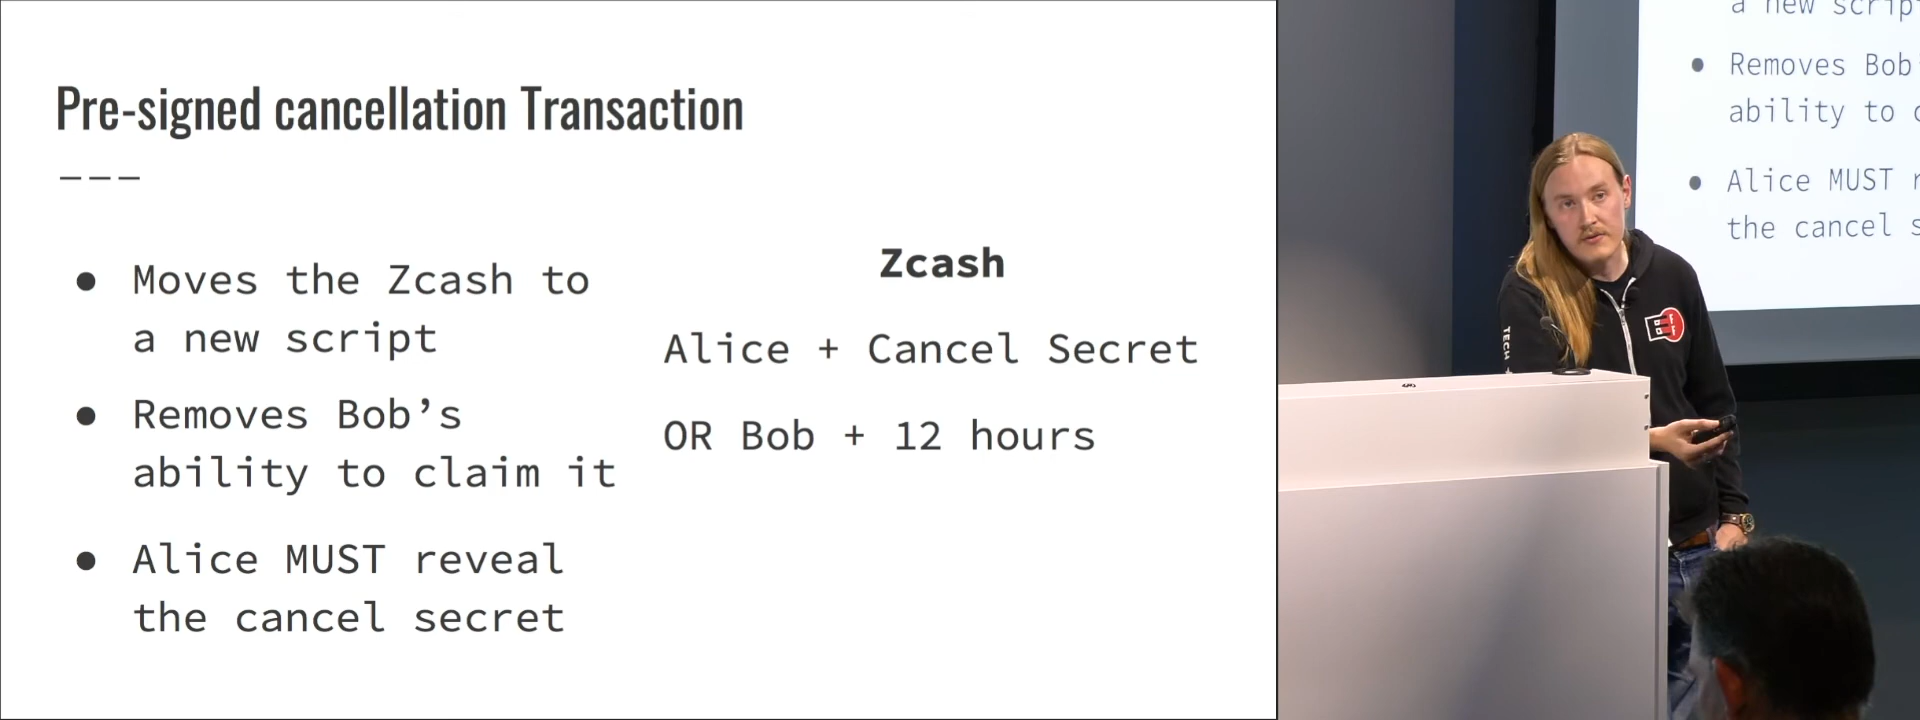 Pre-signed cancellation Transaction
---
● Moves the Zcash to
a new script
● Removes Bob’s
ability to claim it
● Alice MUST reveal
the cancel secret
Zcash
Alice + Cancel Secret
OR Bob + 12 hours
a new scrip
● Removes Bob
ability to
● Alice MUST
the cancel
TECH